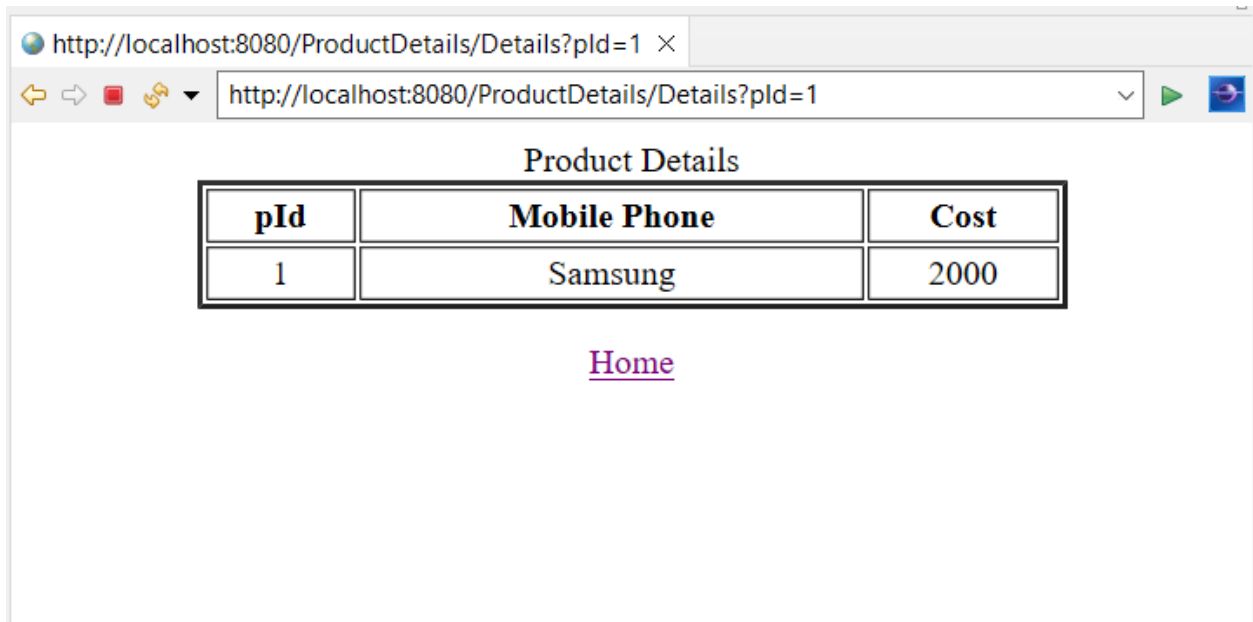 http://localhost:8080/ProductDetails/Details?pId=1
http://localhost:8080/ProductDetails/Details?pId=1
Product Details
pId Mobile Phone Cost
1 Samsung 2000
Home